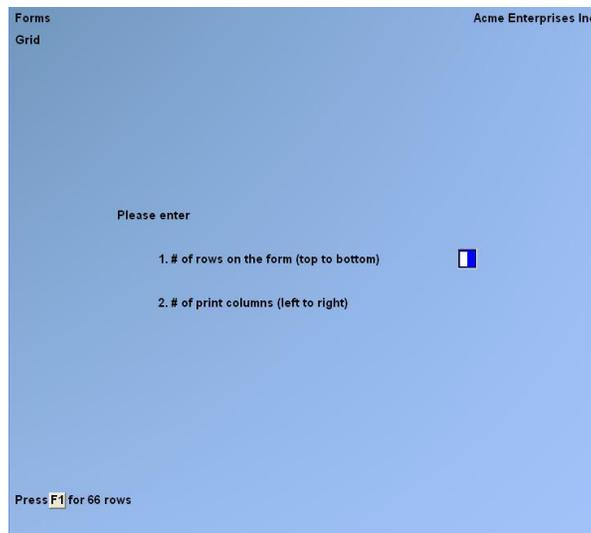 Forms
Acme Enterprises Inc
Grid
Please enter
1. # of rows on the form (top to bottom)
2. # of print columns (left to right)
Press F1 for 66 rows